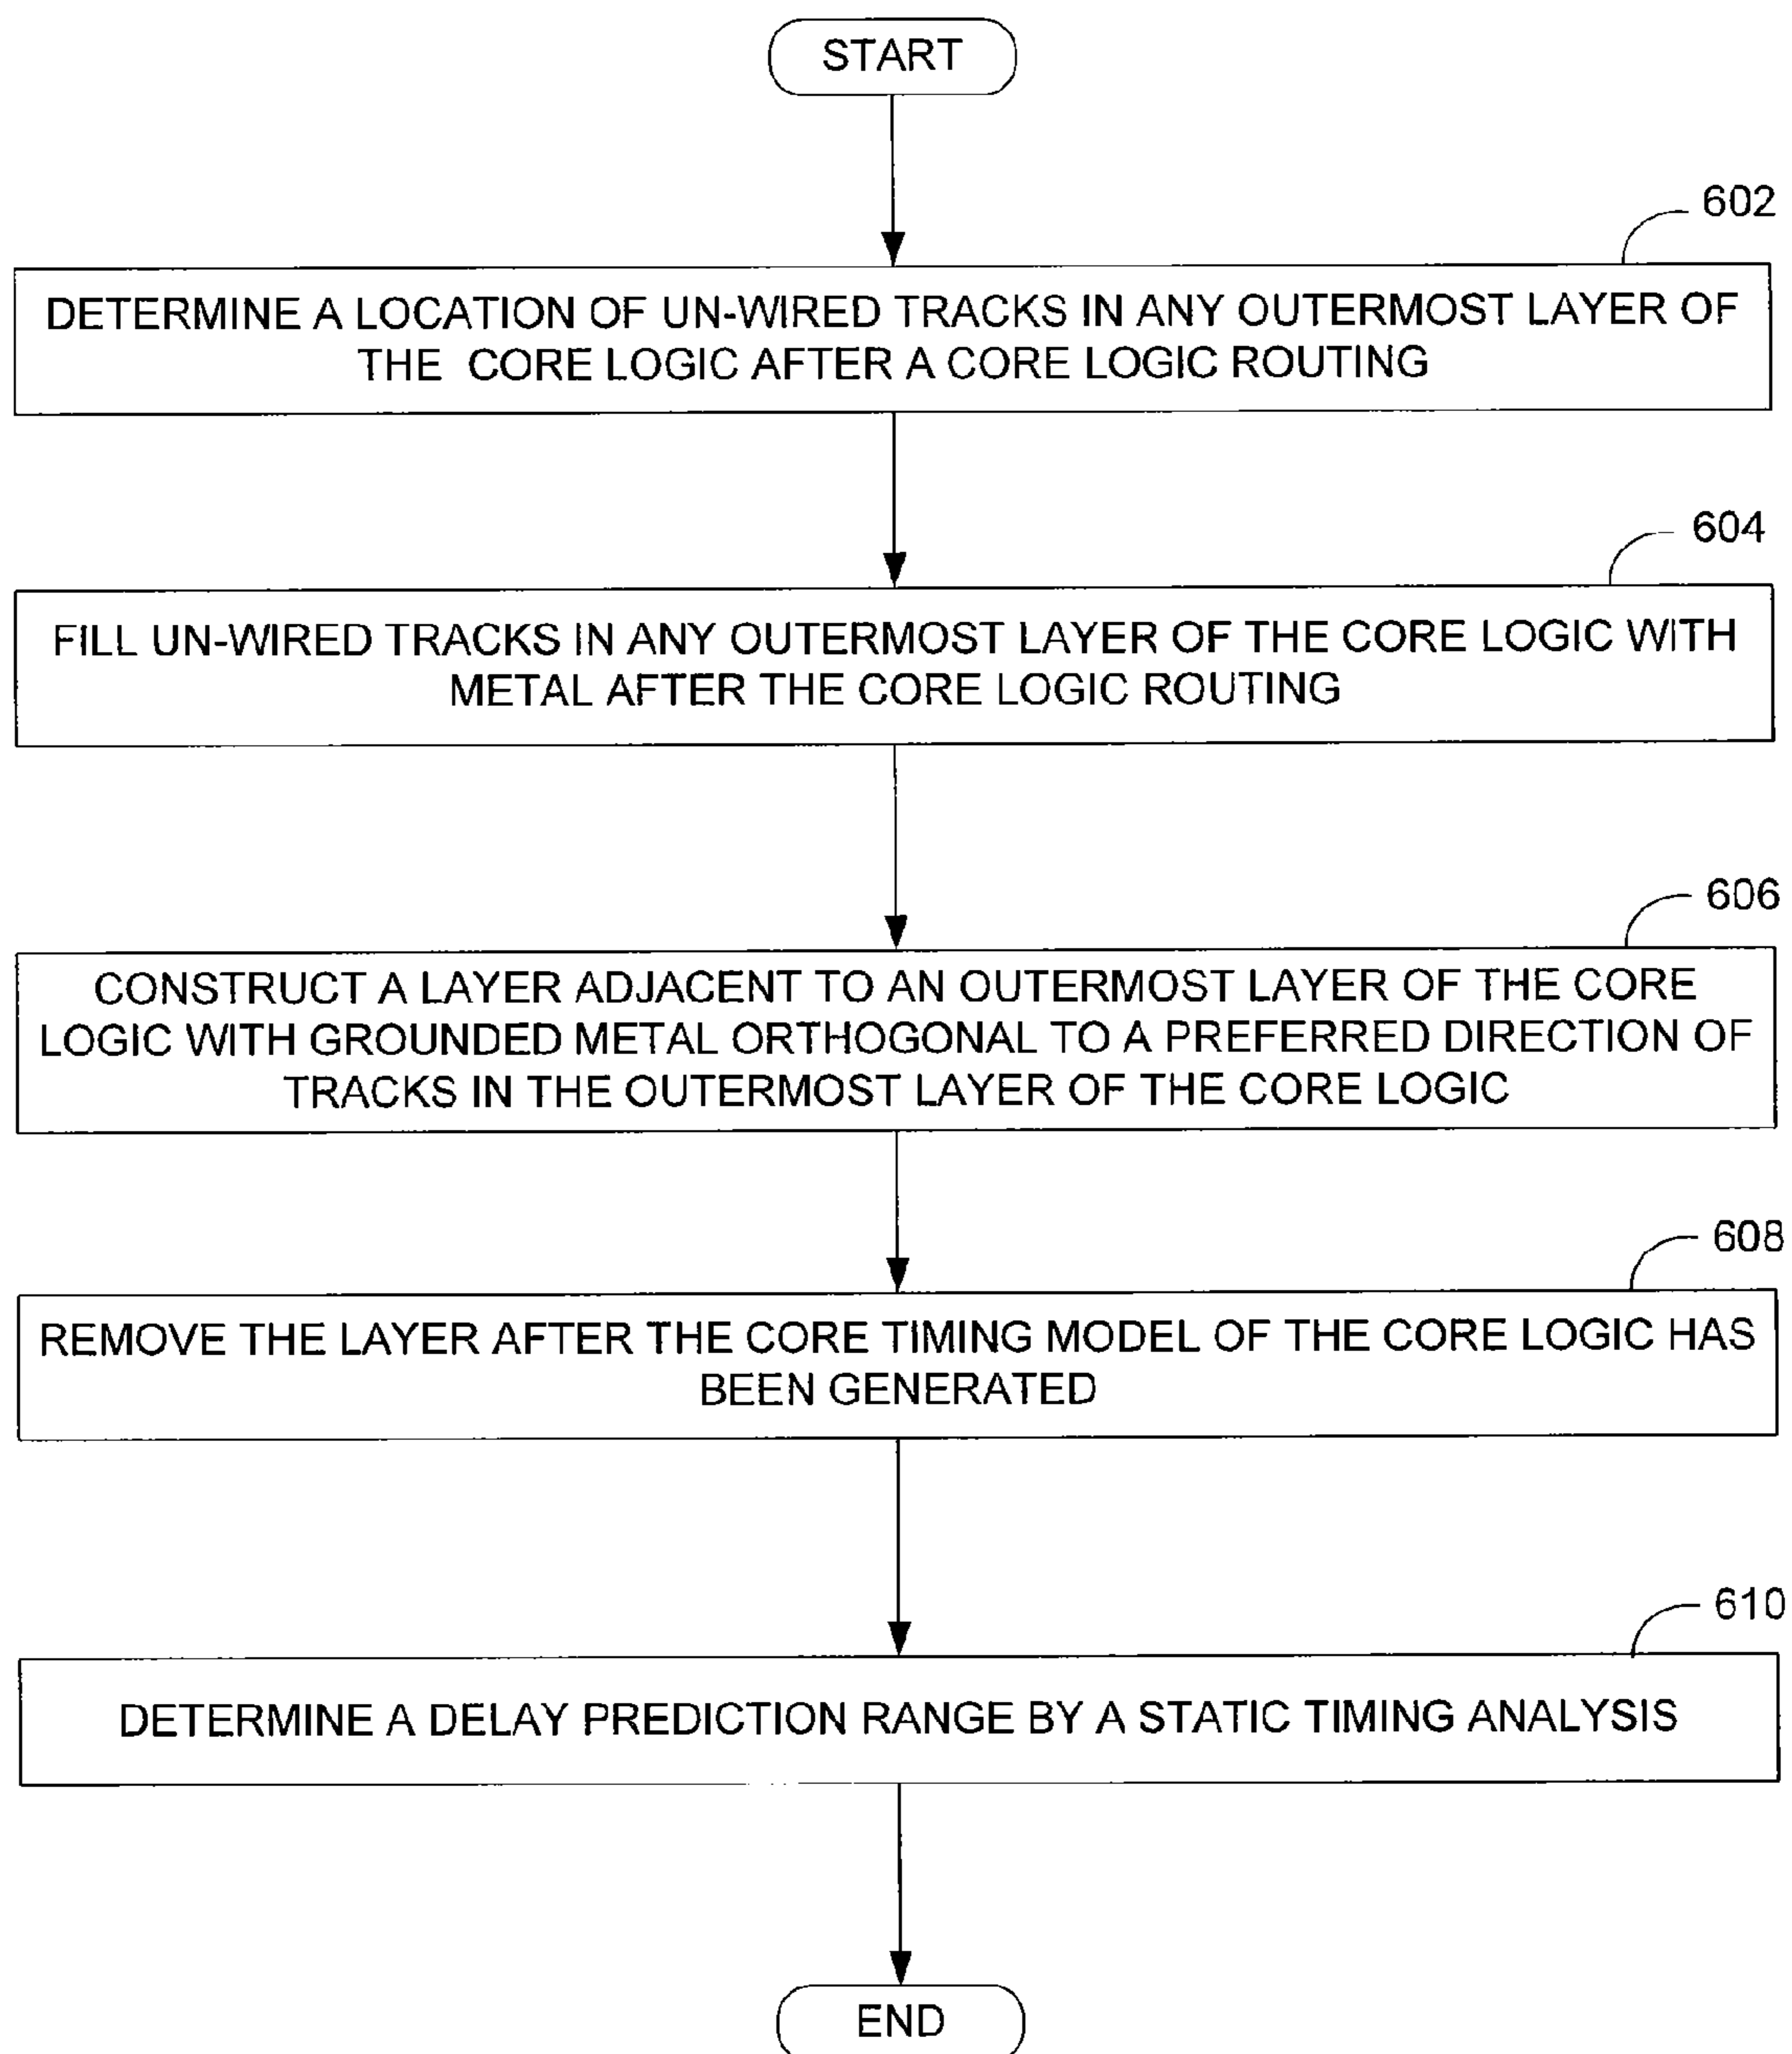 START
602
DETERMINE A LOCATION OF UN-WIRED TRACKS IN ANY OUTERMOST LAYER OF
THE CORE LOGIC AFTER A CORE LOGIC ROUTING
604
FILL UN-WIRED TRACKS IN ANY OUTERMOST LAYER OF THE CORE LOGIC WITH
METAL AFTER THE CORE LOGIC ROUTING
606
CONSTRUCT A LAYER ADJACENT TO AN OUTERMOST LAYER OF THE CORE
LOGIC WITH GROUNDED METAL ORTHOGONAL TO A PREFERRED DIRECTION OF
TRACKS IN THE OUTERMOST LAYER OF THE CORE LOGIC
608
REMOVE THE LAYER AFTER THE CORE TIMING MODEL OF THE CORE LOGIC HAS
BEEN GENERATED
610
DETERMINE A DELAY PREDICTION RANGE BY A STATIC TIMING ANALYSIS
END